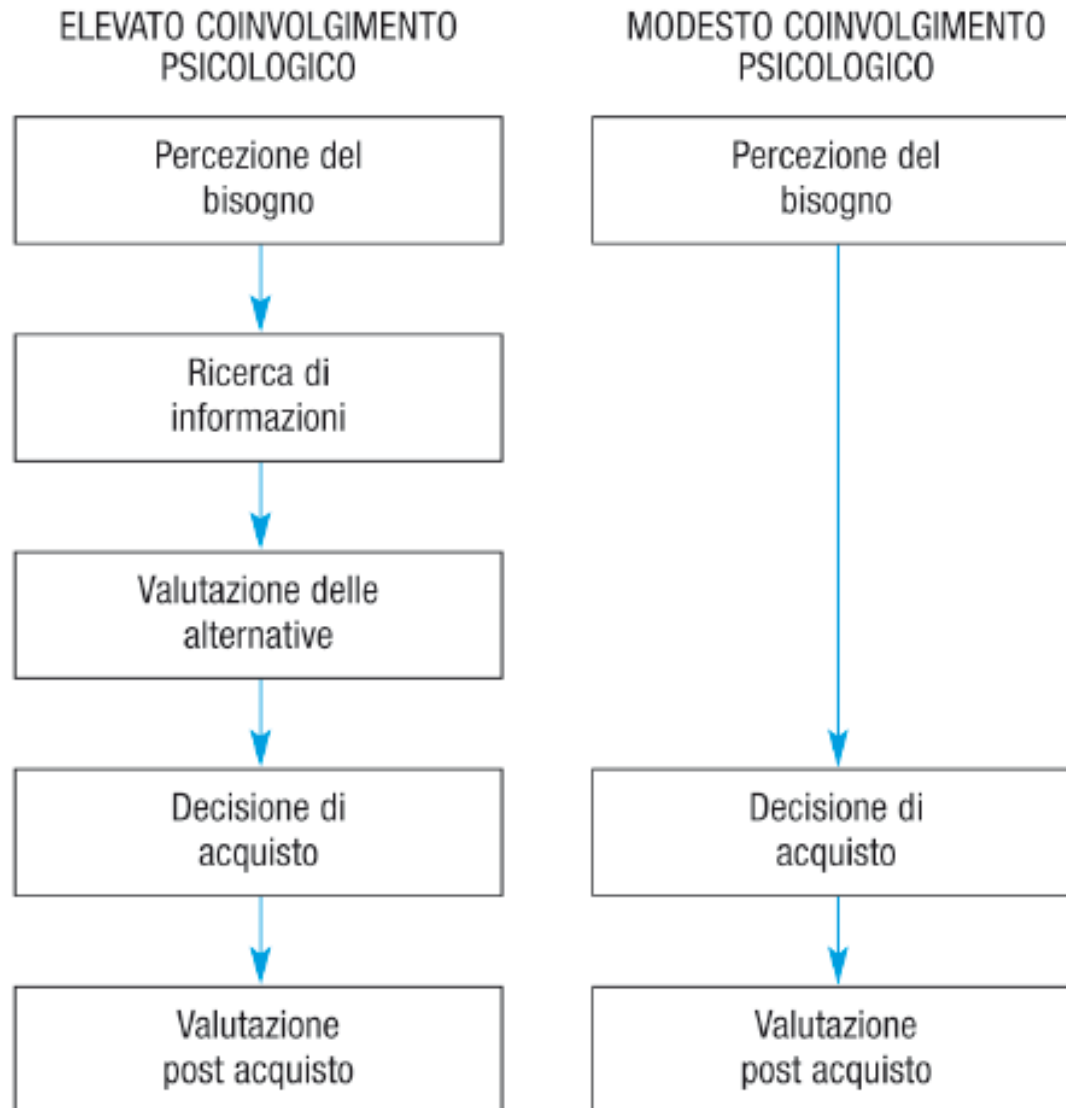 ELEVATO COINVOLGIMENTO
PSICOLOGICO
Percezione del
bisogno
Ricerca di
informazioni
Valutazione delle
alternative
Decisione di
acquisto
Valutazione
post acquisto
MODESTO COINVOLGIMENTO
PSICOLOGICO
Percezione del
bisogno
Decisione di
acquisto
Valutazione
post acquisto